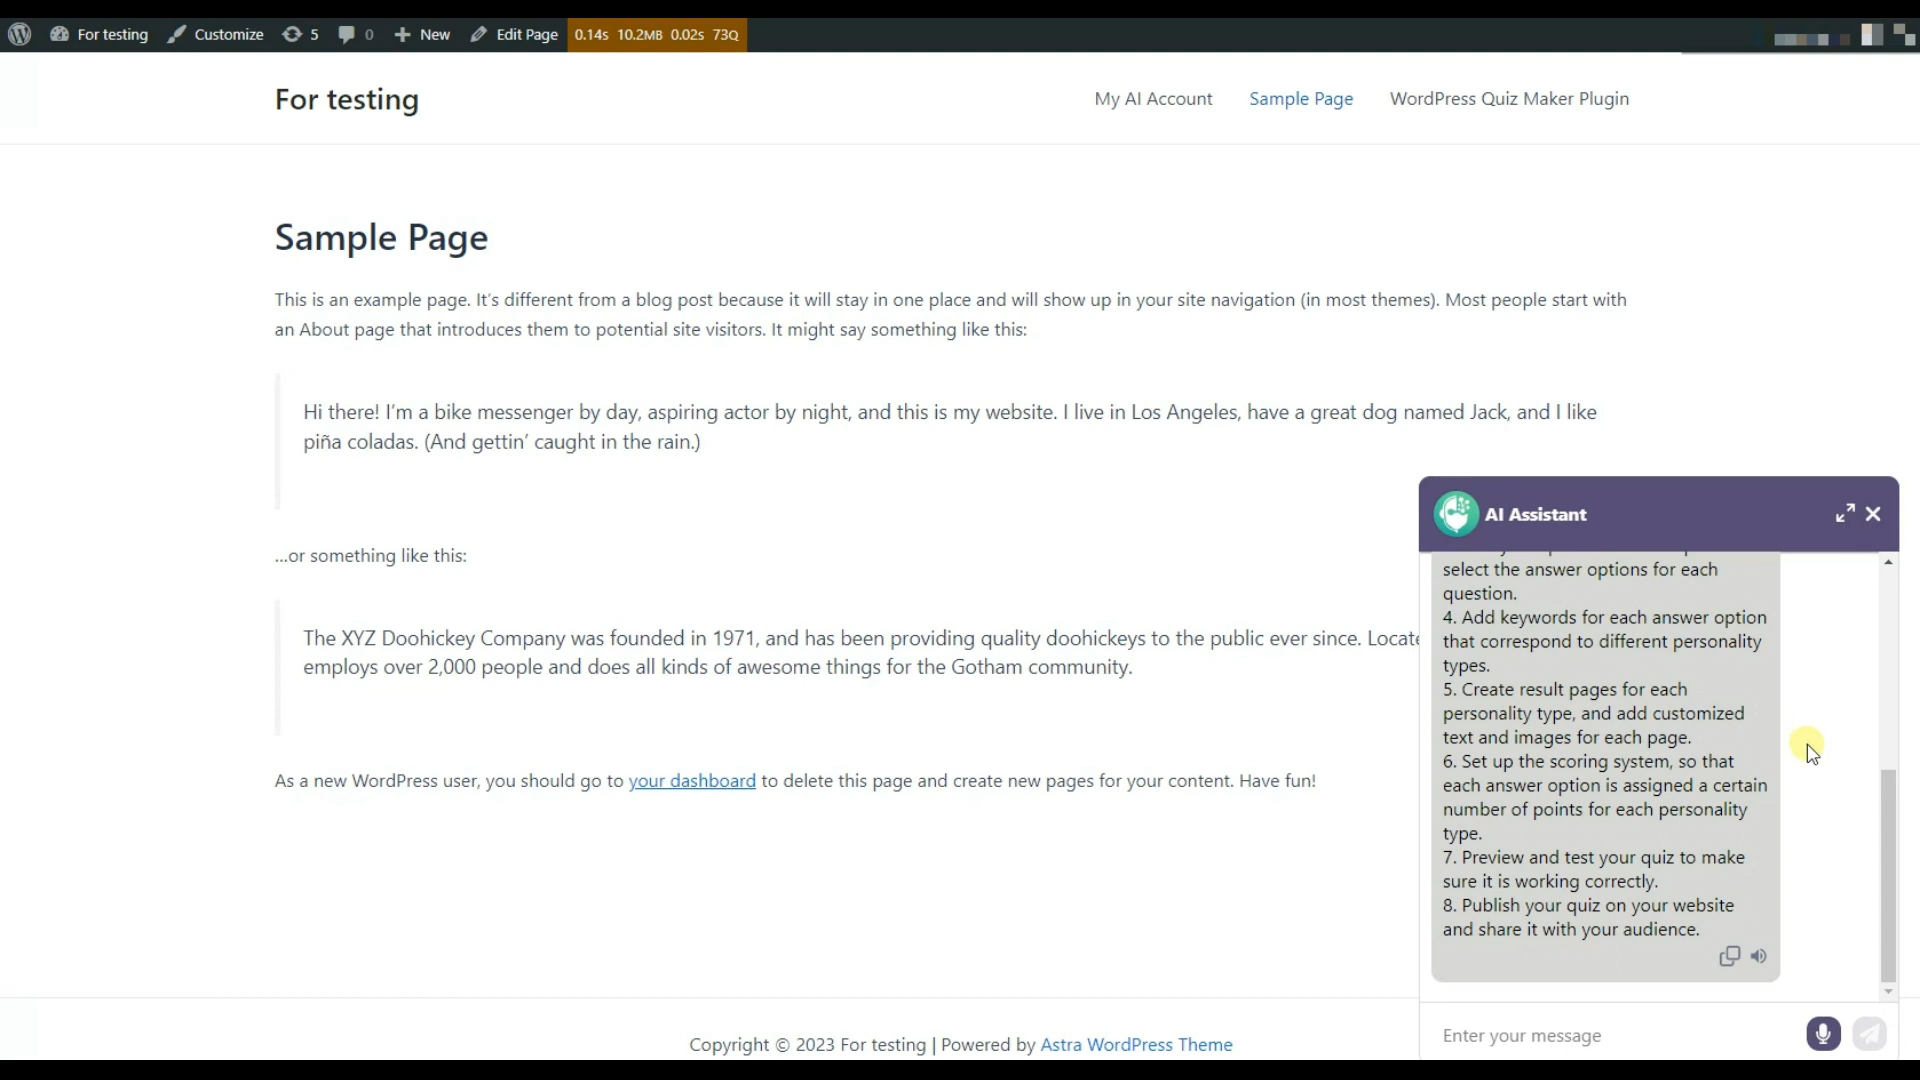 For testing
Customize
5
0
New
Edit Page
0.14s 10.2MB 0.02s 73Q
For testing
My AI Account
Sample Page
WordPress Quiz Maker Plugin
Sample Page
This is an example page. It's different from a blog post because it will stay in one place and will show up in your site navigation (in most themes). Most people start with
an About page that introduces them to potential site visitors. It might say something like this:
Hi there! I'm a bike messenger by day, aspiring actor by night, and this is my website. I live in Los Angeles, have a great dog named Jack, and I like
piña coladas. (And gettin' caught in the rain.)
...or something like this:
The XYZ Doohickey Company was founded in 1971, and has been providing quality doohickeys to the public ever since. Locate
employs over 2,000 people and does all kinds of awesome things for the Gotham community.
As a new WordPress user, you should go to your dashboard to delete this page and create new pages for your content. Have fun!
Copyright © 2023 For testing | Powered by Astra WordPress Theme
AI Assistant
select the answer options for each
question.
4. Add keywords for each answer option
that correspond to different personality
types.
5. Create result pages for each
personality type, and add customized
text and images for each page.
6. Set up the scoring system, so that
each answer option is assigned a certain
number of points for each personality
type.
7. Preview and test your quiz to make
sure it is working correctly.
8. Publish your quiz on your website
and share it with your audience.
Enter your message